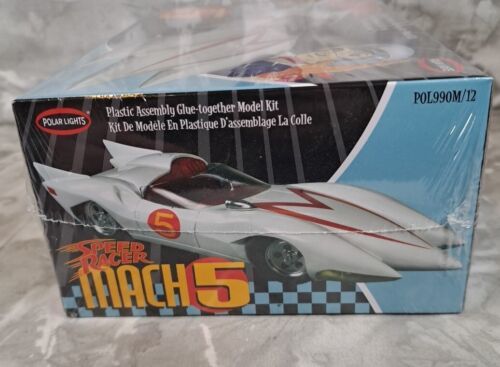 POLAR LIGHTS
Plastic Assembly Glue-together Model Kit
Kit De Modelé En Plastique D'assemblage La Colle
POL990M/12
5
SPEED
RACER
MACH 5